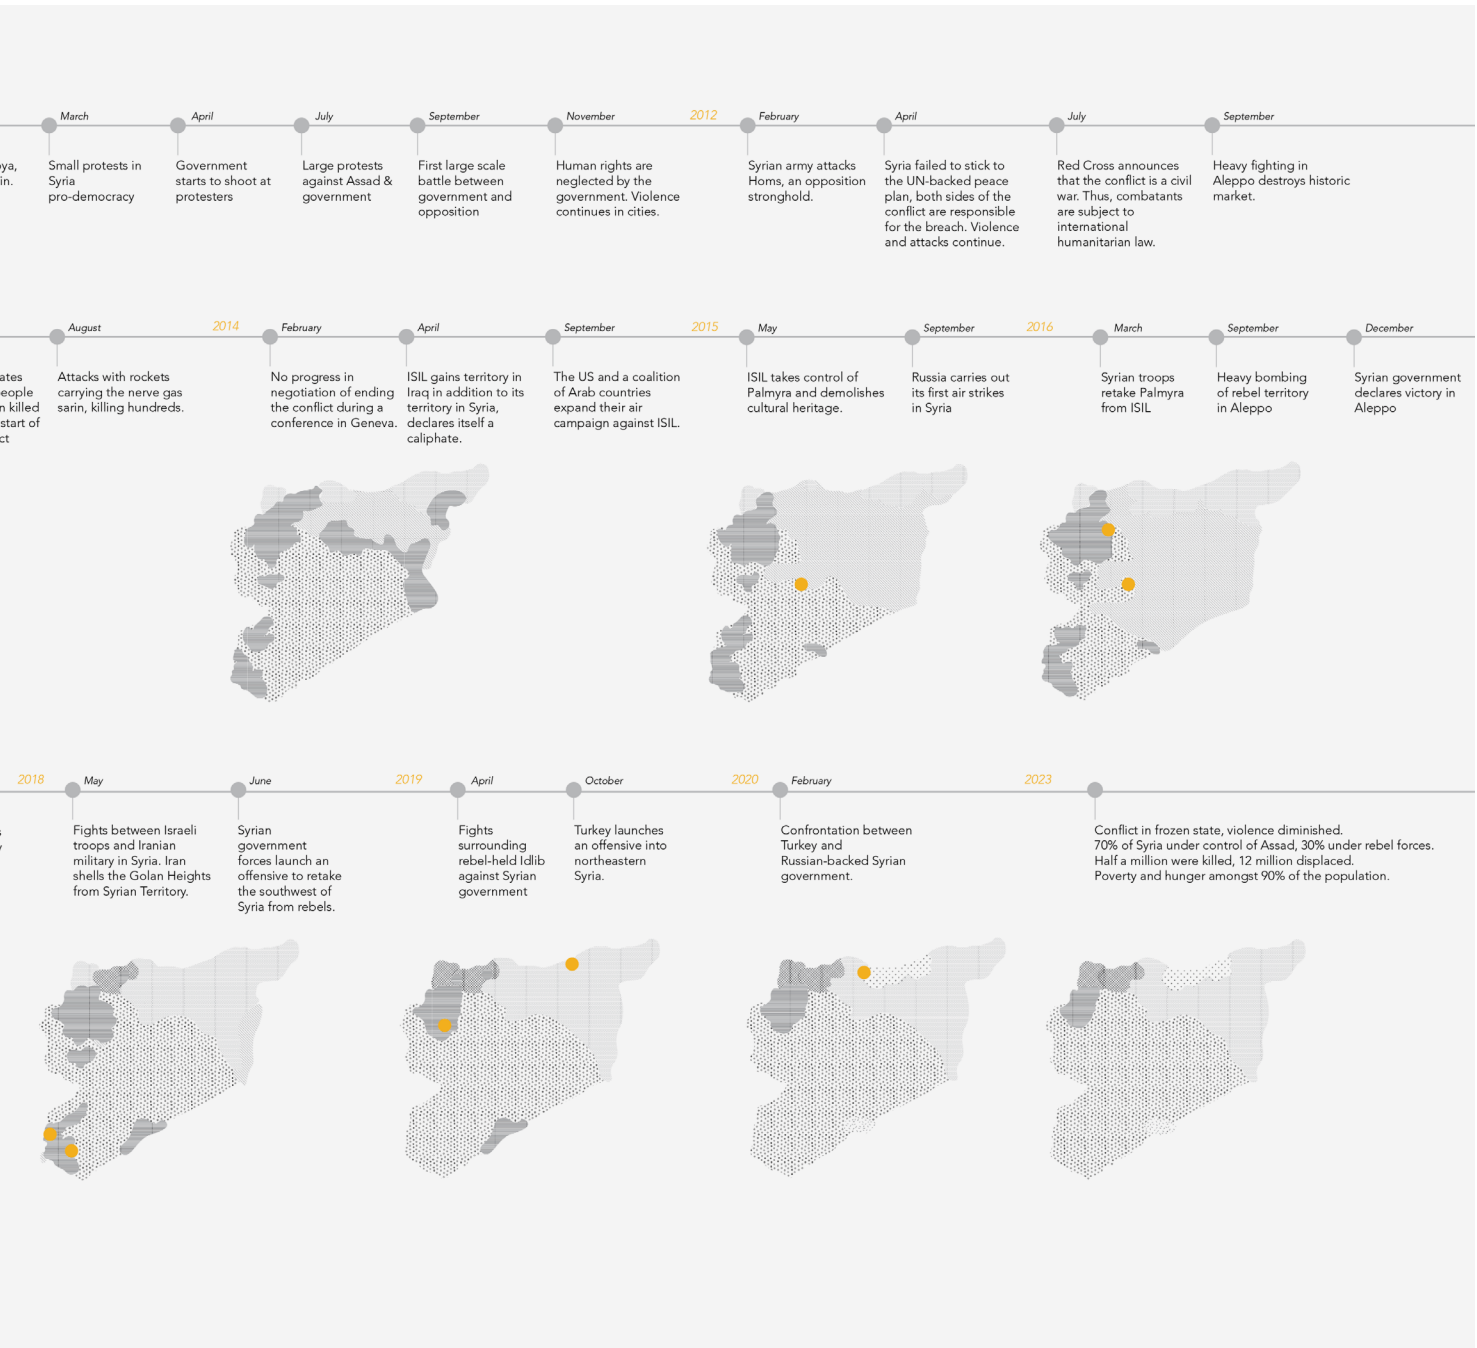 March
April
July
September
November
2012
February
April
July
September
ya,
in.
Small protests in
Syria
pro-democracy
Government
starts to shoot at
protesters
Large protests
against Assad &
government
First large scale
battle between
government and
opposition
Human rights are
neglected by the
government. Violence
continues in cities.
Syrian army attacks
Homs, an opposition
stronghold.
Syria failed to stick to
the UN-backed peace
plan, both sides of the
conflict are responsible
for the breach. Violence
and attacks continue.
Red Cross announces
that the conflict is a civil
war. Thus, combatants
are subject to
international
humanitarian law.
Heavy fighting in
Aleppo destroys historic
market.
August
2014
February
April
September
2015
May
September
2016
March
September
December
ates
eople
n killed
start of
ct
Attacks with rockets
carrying the nerve gas
sarin, killing hundreds.
No progress in
negotiation of ending
the conflict during a
conference in Geneva.
ISIL gains territory in
Iraq in addition to its
territory in Syria,
declares itself a
caliphate.
The US and a coalition
of Arab countries
expand their air
campaign against ISIL.
ISIL takes control of
Palmyra and demolishes
cultural heritage.
Russia carries out
its first air strikes
in Syria
Syrian troops
retake Palmyra
from ISIL
Heavy bombing
of rebel territory
in Aleppo
Syrian government
declares victory in
Aleppo
2018
May
June
2019
April
October
2020
February
2023
s
y
Fights between Israeli
troops and Iranian
military in Syria. Iran
shells the Golan Heights
from Syrian Territory.
Syrian
government
forces launch an
offensive to retake
the southwest of
Syria from rebels.
Fights
surrounding
rebel-held Idlib
against Syrian
government
Turkey launches
an offensive into
northeastern
Syria.
Confrontation between
Turkey and
Russian-backed Syrian
government.
Conflict in frozen state, violence diminished.
70% of Syria under control of Assad, 30% under rebel forces.
Half a million were killed, 12 million displaced.
Poverty and hunger amongst 90% of the population.